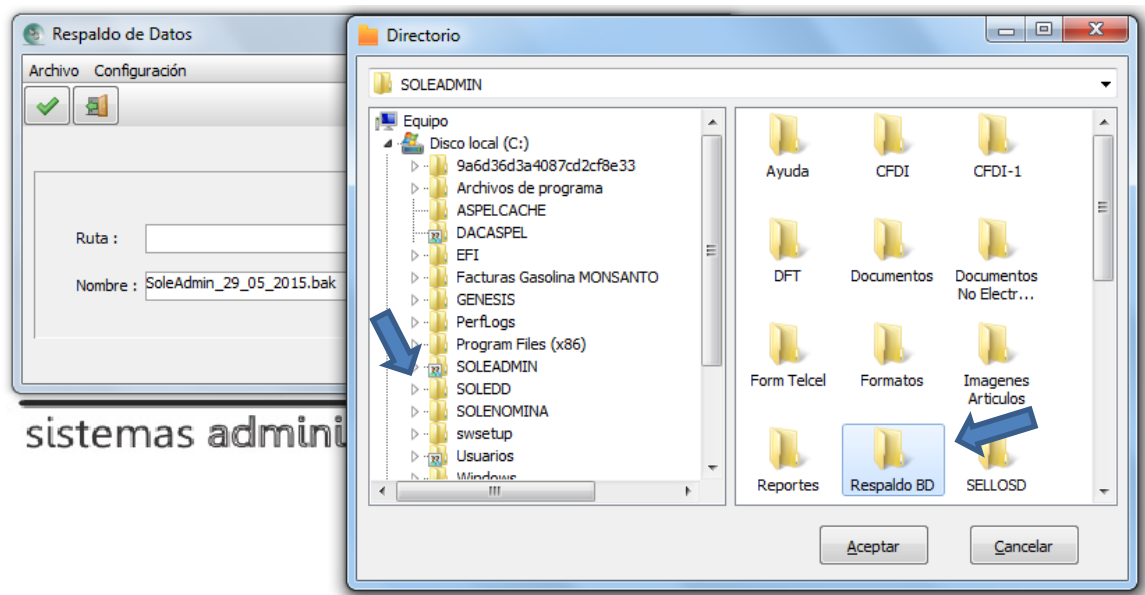 Respaldo de Datos
Archivo Configuración
Ruta :
Nombre : SoleAdmin_29_05_2015.bak
sistemas admini
Directorio
SOLEADMIN
Equipo
Disco local (C:)
9a6d36d3a4087cd2cf8e33
Archivos de programa
ASPELCACHE
DACASPEL
EFI
Facturas Gasolina MONSANTO
GENESIS
PerfLogs
Program Files (x86)
SOLEADMIN
SOLEDD
SOLENOMINA
swsetup
Usuarios
Windows
Ayuda CFDI CFDI-1
DFT Documentos Documentos
No Electr...
Form Telcel Formatos Imagenes
Articulos
Reportes Respaldo BD SELLOSD
Aceptar Cancelar